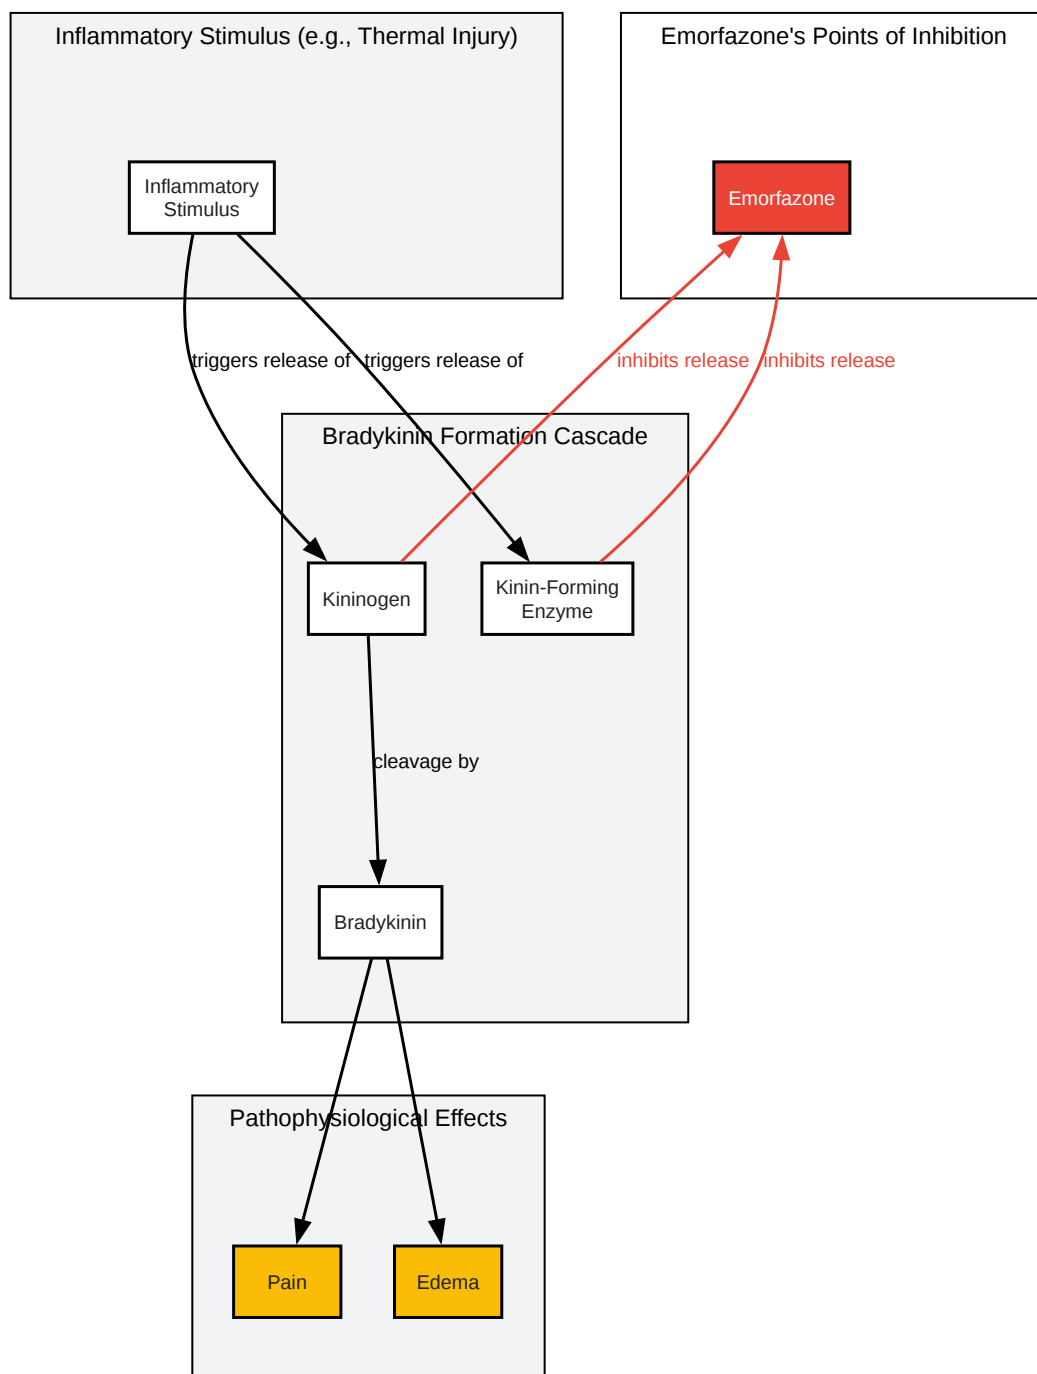 Inflammatory Stimulus (e.g., Thermal Injury)
Emorfazone's Points of Inhibition
Inflammatory
Stimulus
Emorfazone
triggers release of
triggers release of
inhibits release
inhibits release
Bradykinin Formation Cascade
Kininogen
Kinin-Forming
Enzyme
cleavage by
Bradykinin
Pathophysiological Effects
Pain
Edema